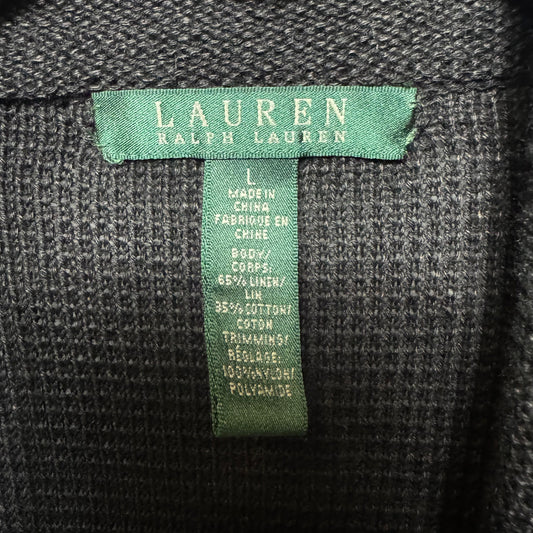 LAUREN
RALPH LAUREN
L
MADE IN
CHINA
FABRIQUE EN
CHINE
BODY/
CORPS:
65% LINEN/
LIN
35% COTTON/
COTON
TRIMMING/
RÉGLAGE:
100% NYLON/
POLYAMIDE